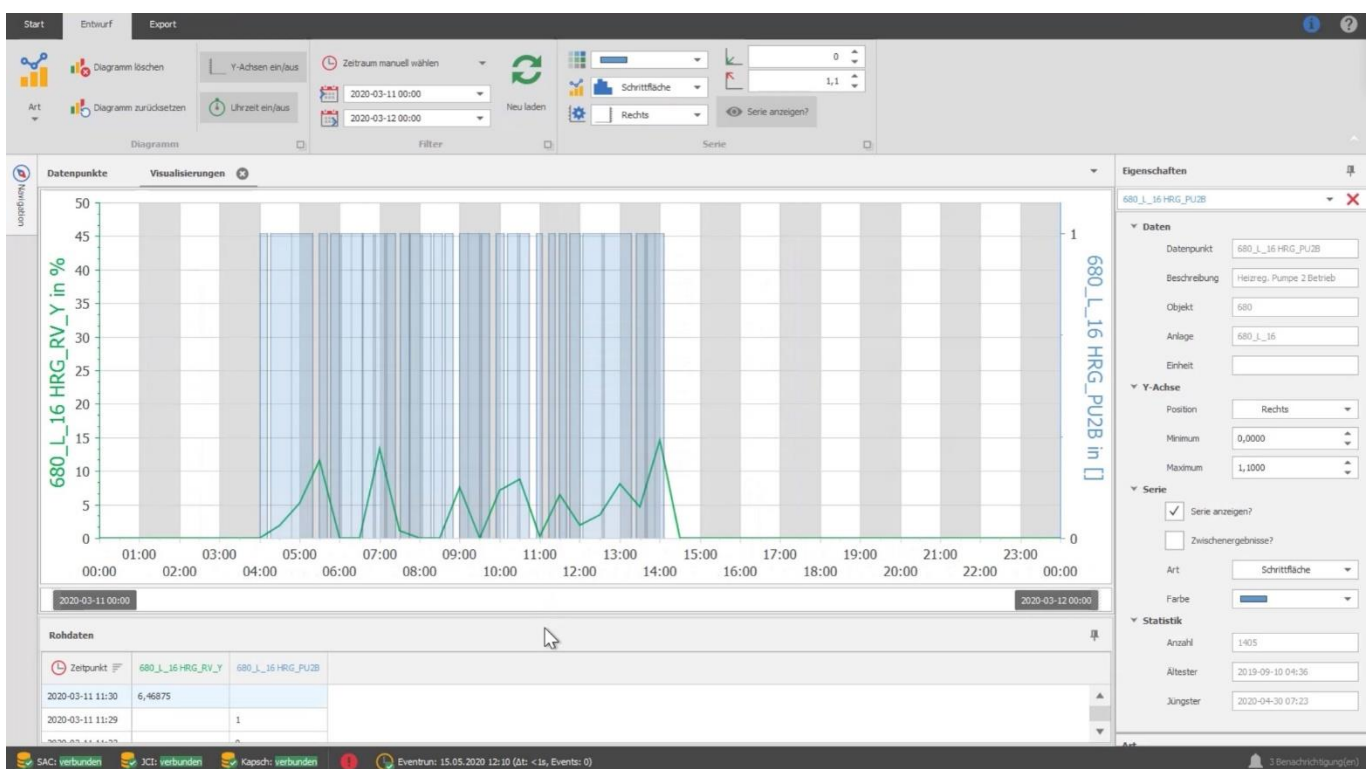 Start Entwurf Export
Art
Diagramm löschen
Diagramm zurücksetzen
Y-Achsen ein/aus
Uhrzeit ein/aus
Diagramm
Zeitraum manuell wählen
2020-03-11 00:00
2020-03-12 00:00
Neu laden
Filter
Schrittfläche
Rechts
0
1,1
Serie anzeigen?
Serie
Navigation
Datenpunkte Visualisierungen
680_L_16 HRG_RV_Y in %
50
45
40
35
30
25
20
15
10
5
0
1
0
680_L_16 HRG_PU2B in []
01:00 03:00 05:00 07:00 09:00 11:00 13:00 15:00 17:00 19:00 21:00 23:00
00:00 02:00 04:00 06:00 08:00 10:00 12:00 14:00 16:00 18:00 20:00 22:00 00:00
2020-03-11 00:00 2020-03-12 00:00
Rohdaten
Zeitpunkt 680_L_16 HRG_RV_Y 680_L_16 HRG_PU2B
2020-03-11 11:30 6,46875
2020-03-11 11:29 1
Eigenschaften
680_L_16 HRG_PU2B
Daten
Datenpunkt 680_L_16 HRG_PU2B
Beschreibung Heizreg. Pumpe 2 Betrieb
Objekt 680
Anlage 680_L_16
Einheit
Y-Achse
Position Rechts
Minimum 0,0000
Maximum 1,1000
Serie
Serie anzeigen?
Zwischenergebnisse?
Art Schrittfläche
Farbe
Statistik
Anzahl 1405
Ältester 2019-09-10 04:36
Jüngster 2020-04-30 07:23
SAC: verbunden JCI: verbunden Kapsch: verbunden Eventrun: 15.05.2020 12:10 (Δt: <1s, Events: 0) 3 Benachrichtigung(en)